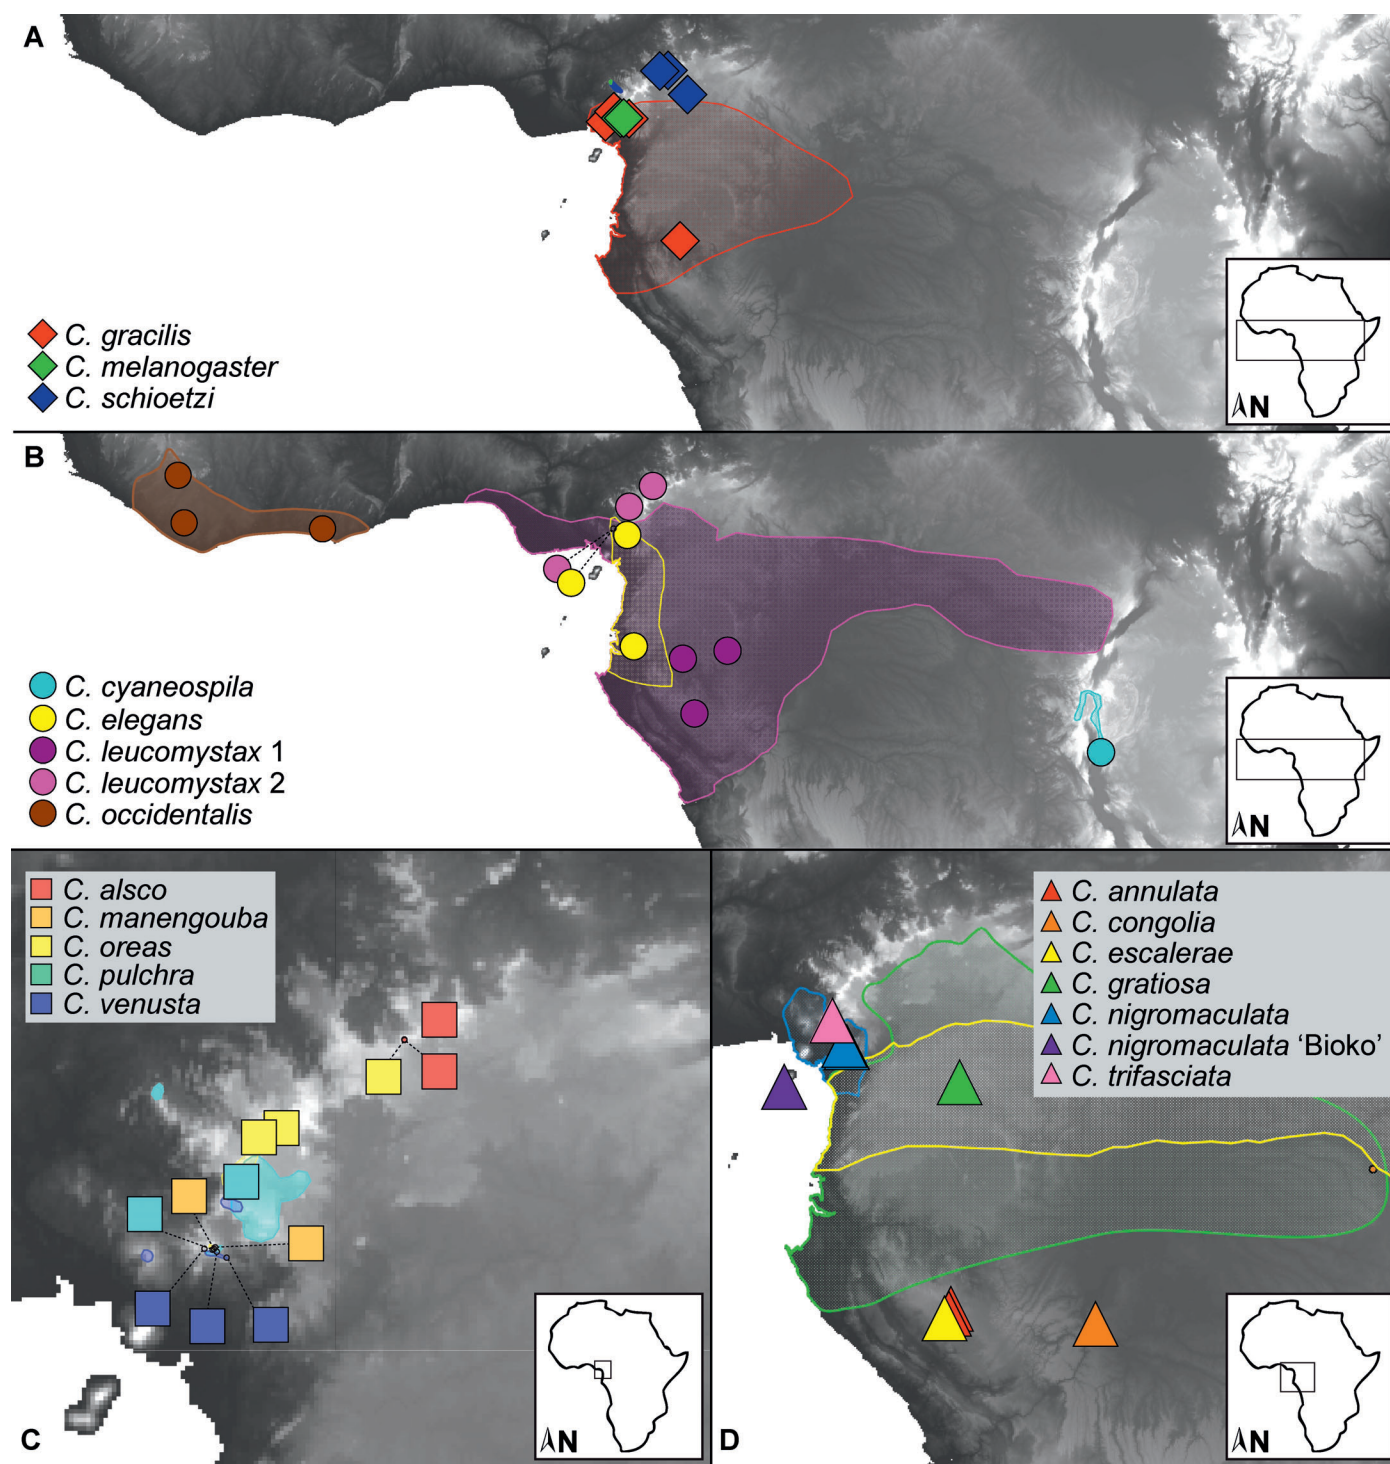 A
C. gracilis
C. melanogaster
C. schioetzi
N
B
C. cyaneospila
C. elegans
C. leucomystax 1
C. leucomystax 2
C. occidentalis
N
C. alsco
C. manengouba
C. oreas
C. pulchra
C. venusta
C
N
C. annulata
C. congolia
C. escalerae
C. gratiosa
C. nigromaculata
C. nigromaculata ‘Bioko’
C. trifasciata
D
N